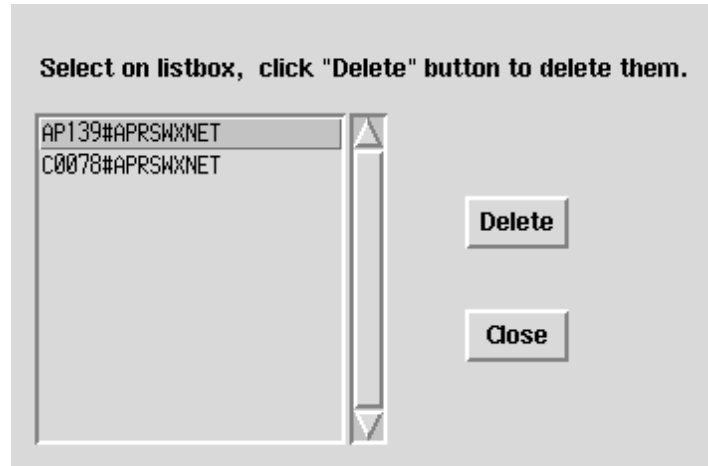 Select on listbox, click "Delete" button to delete them.
AP139#APRSWXNET
C0078#APRSWXNET
Delete
Close